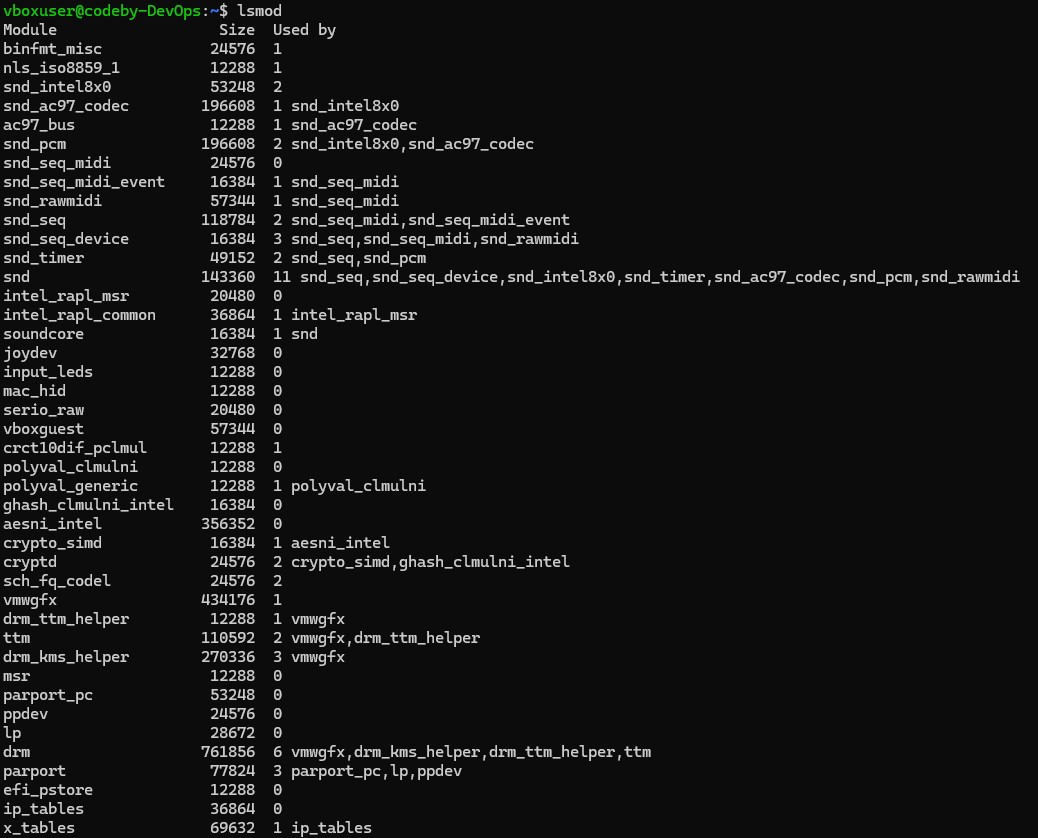 vboxuser@codeby-DevOps:~$ lsmod
Module                  Size  Used by
binfmt_misc            24576  1
nls_iso8859_1          12288  1
snd_intel8x0           53248  2
snd_ac97_codec        196608  1 snd_intel8x0
ac97_bus               12288  1 snd_ac97_codec
snd_pcm               196608  2 snd_intel8x0,snd_ac97_codec
snd_seq_midi           24576  0
snd_seq_midi_event     16384  1 snd_seq_midi
snd_rawmidi            57344  1 snd_seq_midi
snd_seq               118784  2 snd_seq_midi,snd_seq_midi_event
snd_seq_device         16384  3 snd_seq,snd_seq_midi,snd_rawmidi
snd_timer              49152  2 snd_seq,snd_pcm
snd                   143360  11 snd_seq,snd_seq_device,snd_intel8x0,snd_timer,snd_ac97_codec,snd_pcm,snd_rawmidi
intel_rapl_msr         20480  0
intel_rapl_common      36864  1 intel_rapl_msr
soundcore              16384  1 snd
joydev                 32768  0
input_leds             12288  0
mac_hid                12288  0
serio_raw              20480  0
vboxguest              57344  0
crct10dif_pclmul       12288  1
polyval_clmulni        12288  0
polyval_generic        12288  1 polyval_clmulni
ghash_clmulni_intel    16384  0
aesni_intel           356352  0
crypto_simd            16384  1 aesni_intel
cryptd                 24576  2 crypto_simd,ghash_clmulni_intel
sch_fq_codel           24576  2
vmwgfx                434176  1
drm_ttm_helper         12288  1 vmwgfx
ttm                   110592  2 vmwgfx,drm_ttm_helper
drm_kms_helper        270336  3 vmwgfx
msr                    12288  0
parport_pc             53248  0
ppdev                  24576  0
lp                     28672  0
drm                   761856  6 vmwgfx,drm_kms_helper,drm_ttm_helper,ttm
parport                77824  3 parport_pc,lp,ppdev
efi_pstore             12288  0
ip_tables              36864  0
x_tables               69632  1 ip_tables